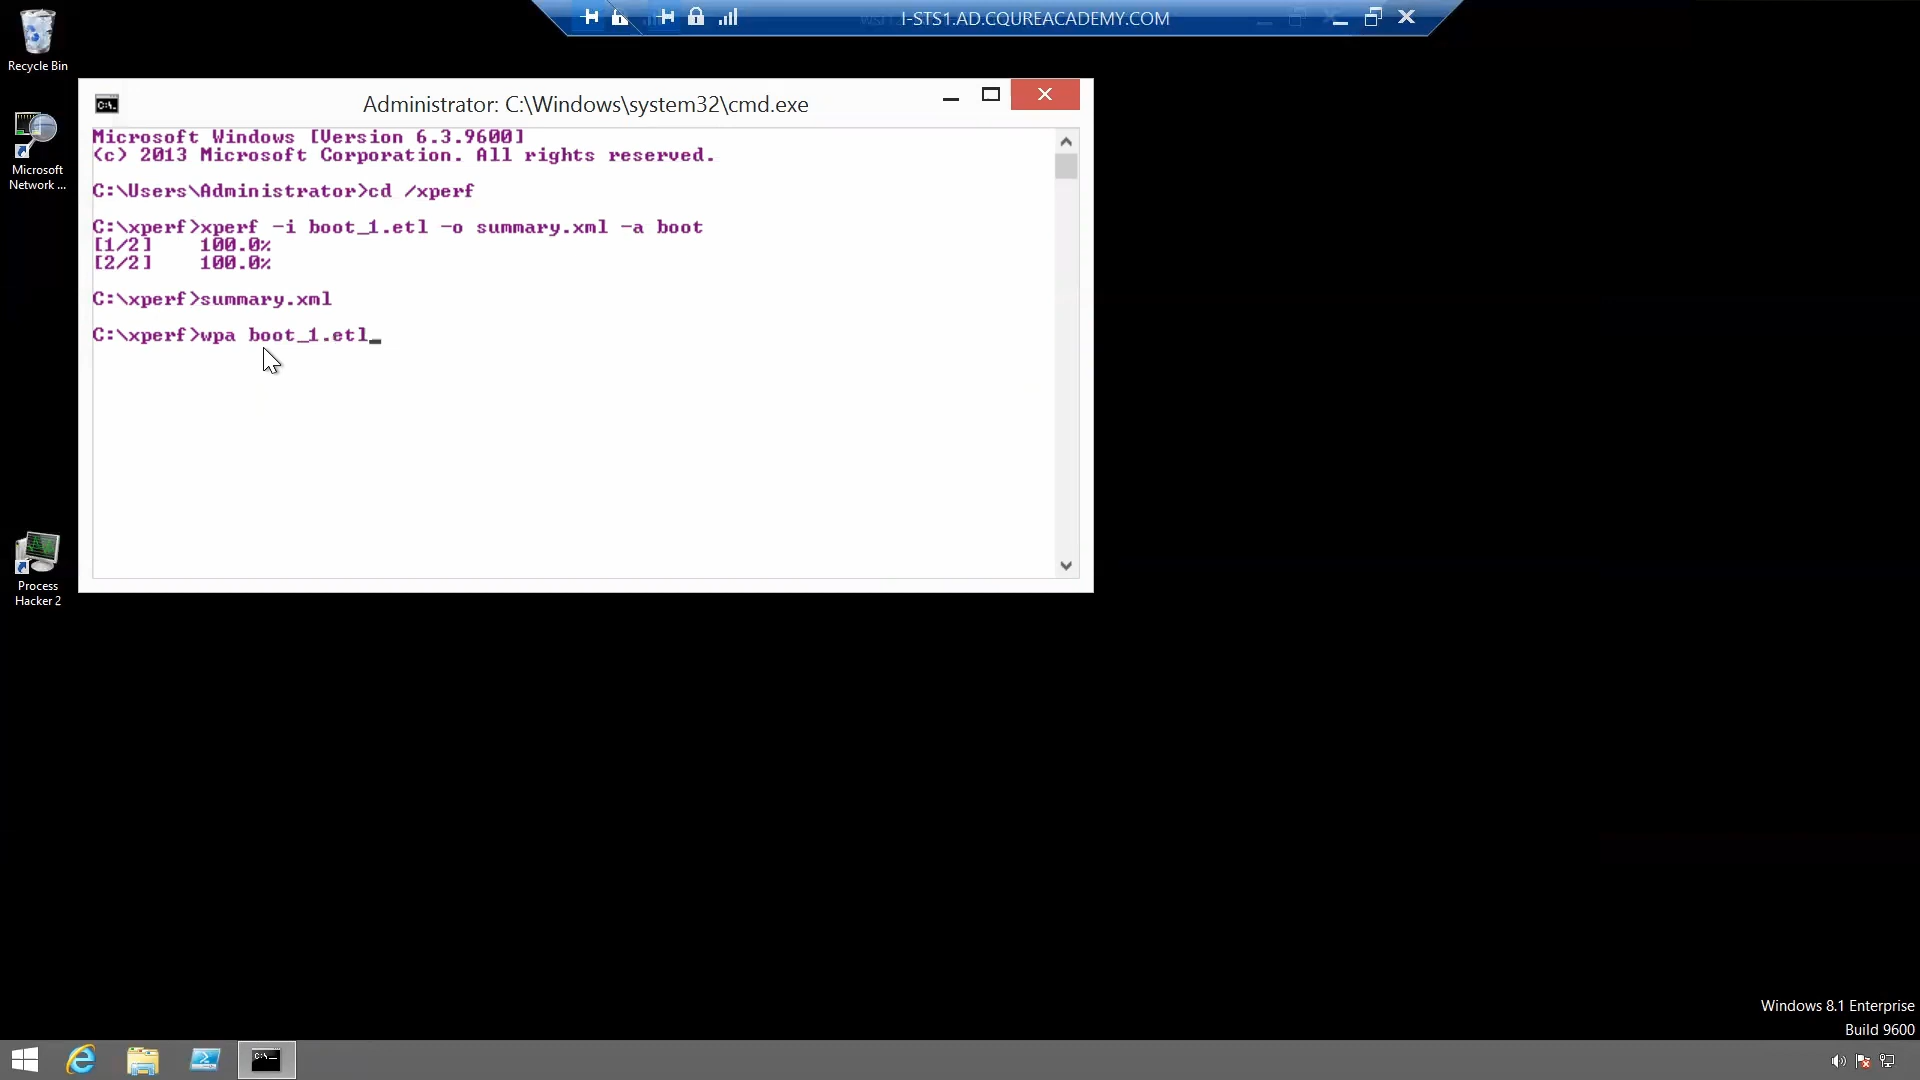 I-STS1.AD.CQUREACADEMY.COM
Recycle Bin
Microsoft
Network ...
Process
Hacker 2
Administrator: C:\Windows\system32\cmd.exe
Microsoft Windows [Version 6.3.9600]
(c) 2013 Microsoft Corporation. All rights reserved.
C:\Users\Administrator>cd /xperf
C:\xperf>xperf -i boot_1.etl -o summary.xml -a boot
[1/2]    100.0%
[2/2]    100.0%
C:\xperf>summary.xml
C:\xperf>wpa boot_1.etl_
Windows 8.1 Enterprise
Build 9600